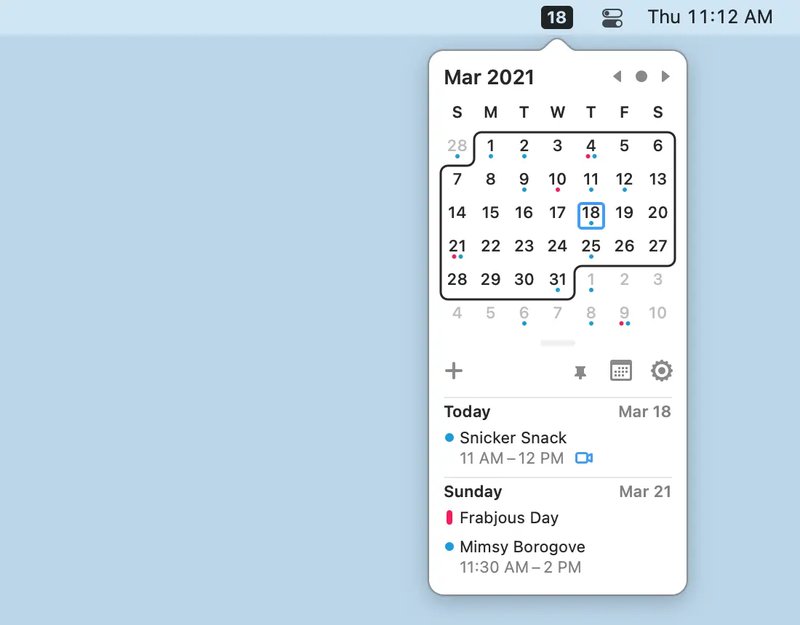 18 Thu 11:12 AM
Mar 2021
S M T W T F S
28 1 2 3 4 5 6
7 8 9 10 11 12 13
14 15 16 17 18 19 20
21 22 23 24 25 26 27
28 29 30 31 1 2 3
4 5 6 7 8 9 10
Today Mar 18
Snicker Snack
11 AM – 12 PM
Sunday Mar 21
Frabjous Day
Mimsy Borogove
11:30 AM – 2 PM